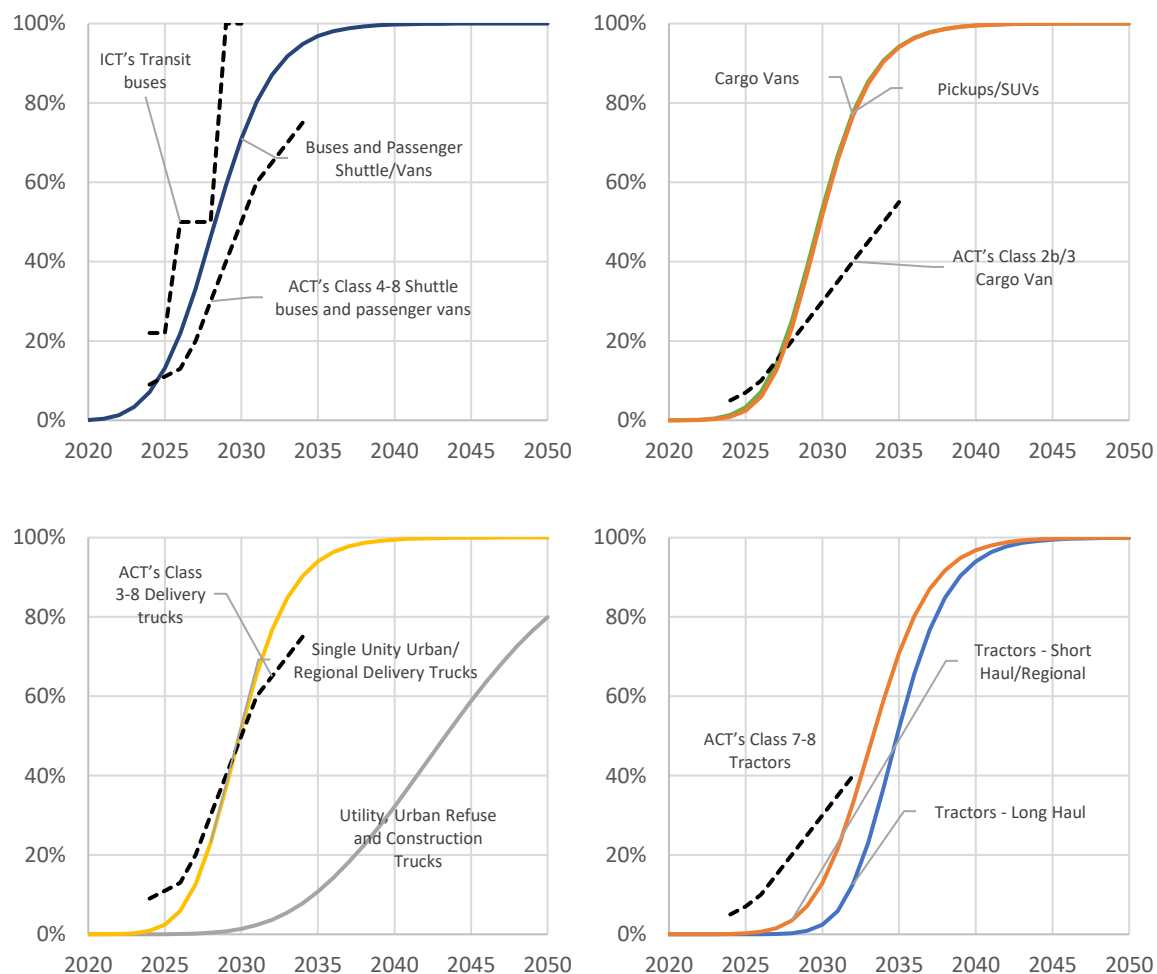 100%
80%
60%
40%
20%
0%
2020 2025 2030 2035 2040 2045 2050
ICT's Transit
buses
Buses and Passenger
Shuttle/Vans
ACT's Class 4-8 Shuttle
buses and passenger vans
100%
80%
60%
40%
20%
0%
2020 2025 2030 2035 2040 2045 2050
Cargo Vans
Pickups/SUVs
ACT's Class 2b/3
Cargo Van
100%
80%
60%
40%
20%
0%
2020 2025 2030 2035 2040 2045 2050
ACT's Class
3-8 Delivery
trucks
Single Unity Urban/
Regional Delivery Trucks
Utility, Urban Refuse
and Construction
Trucks
100%
80%
60%
40%
20%
0%
2020 2025 2030 2035 2040 2045 2050
Tractors - Short
Haul/Regional
ACT's Class 7-8
Tractors
Tractors - Long Haul